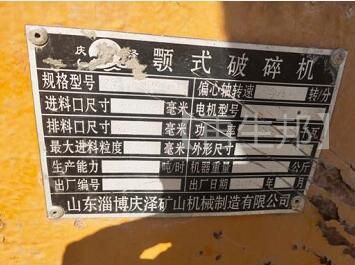 庆泽 颚式破碎机
规格型号 偏心轴转速 转/分
进料口尺寸 毫米 电机型号
排料口尺寸 毫米 功率 瓦
最大进料粒度 毫米 外形尺寸
生产能力 吨/时 机器重量 公斤
出厂编号 出厂日期 年 月
山东淄博庆泽矿山机械制造有限公司